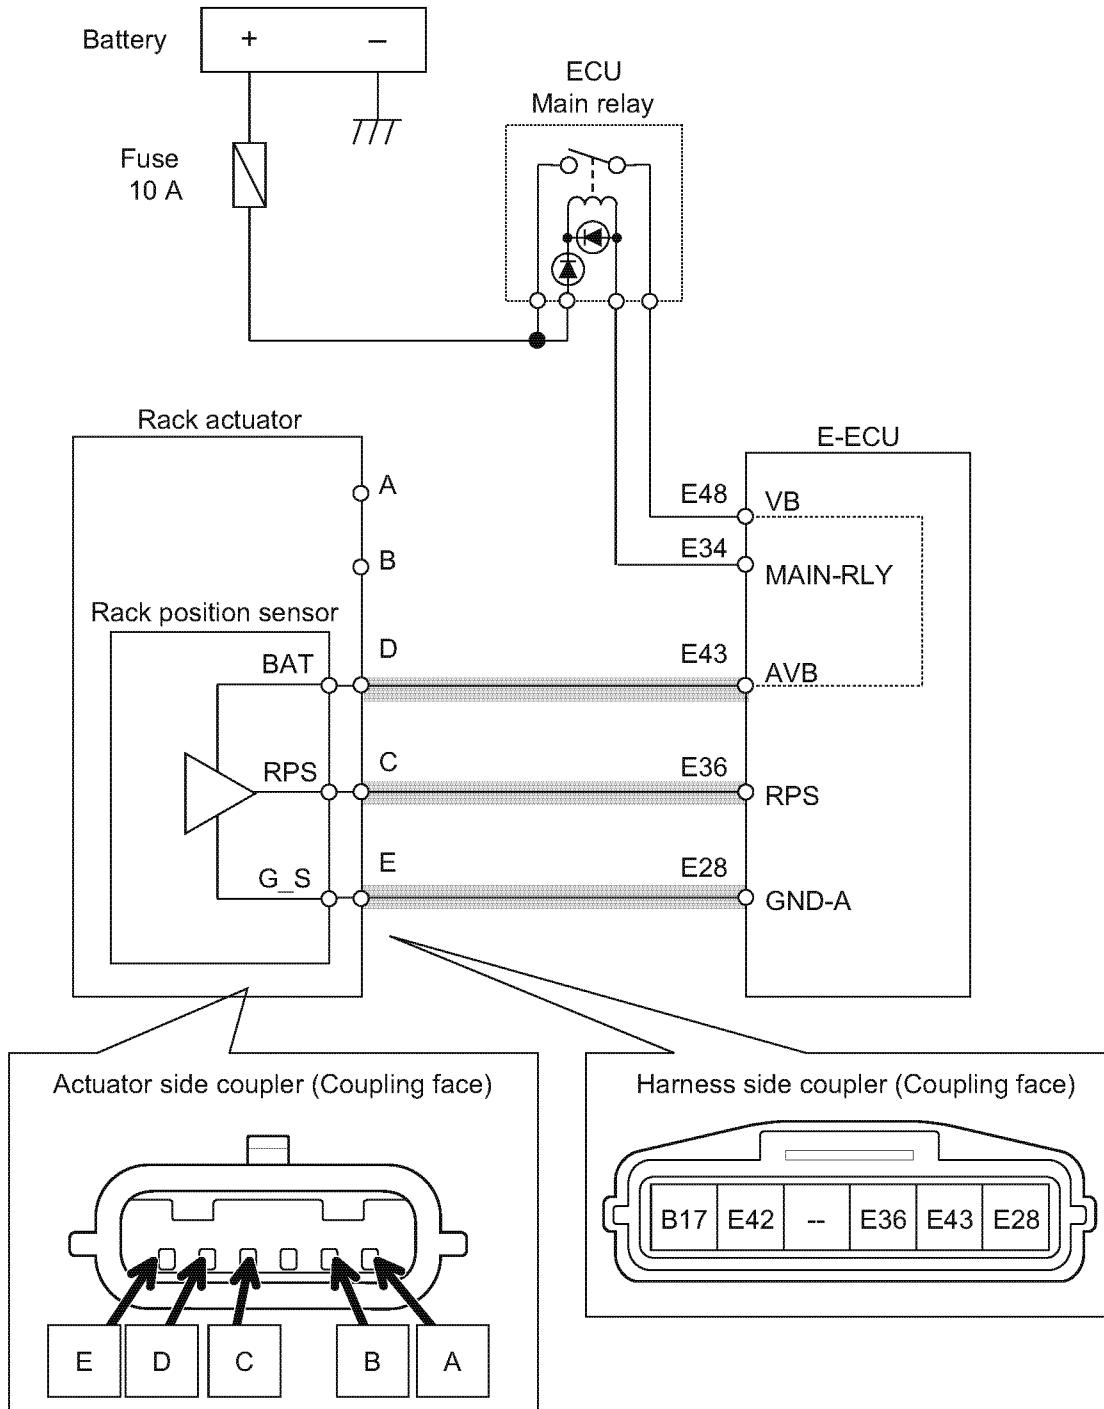 Battery
+
–
ECU
Main relay
Fuse
10 A
Rack actuator
E-ECU
A
E48
VB
B
E34
MAIN-RLY
Rack position sensor
D
E43
BAT
AVB
C
E36
RPS
RPS
E
E28
G_S
GND-A
Actuator side coupler (Coupling face)
E
D
C
B
A
Harness side coupler (Coupling face)
B17
E42
--
E36
E43
E28